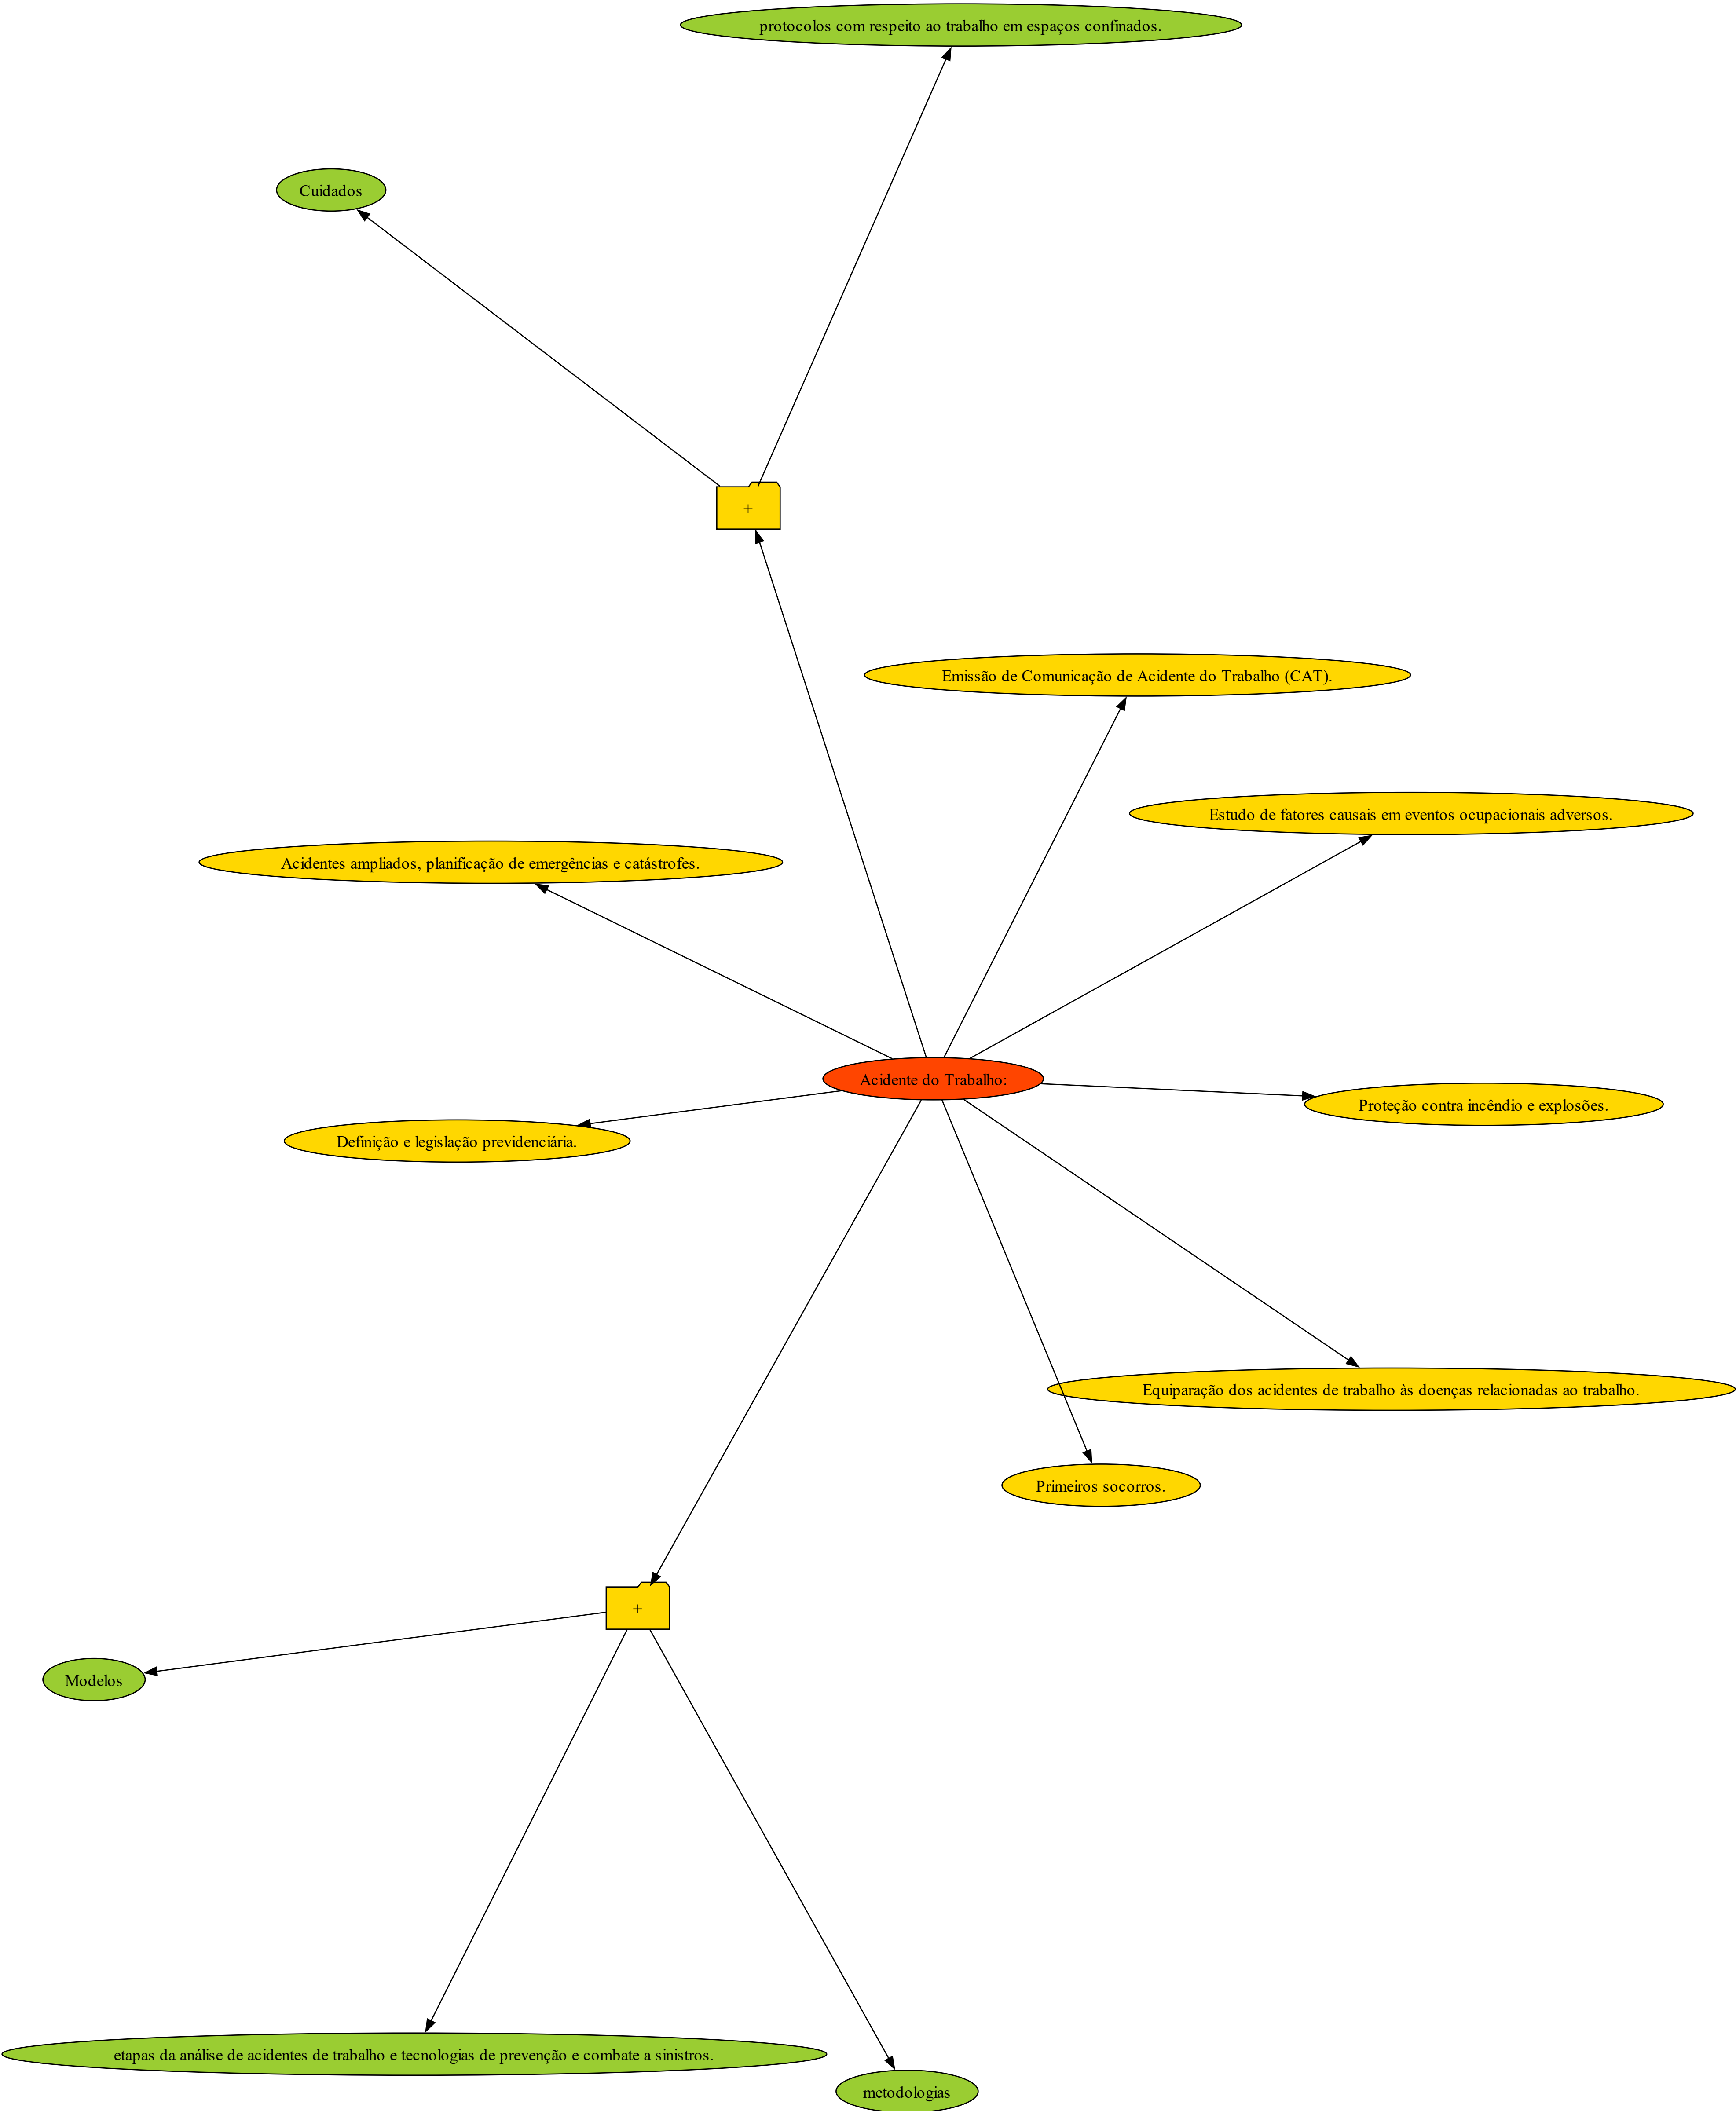 protocolos com respeito ao trabalho em espaços confinados.
Cuidados
+
Emissão de Comunicação de Acidente do Trabalho (CAT).
Estudo de fatores causais em eventos ocupacionais adversos.
Acidentes ampliados, planificação de emergências e catástrofes.
Acidente do Trabalho:
Proteção contra incêndio e explosões.
Definição e legislação previdenciária.
Equiparação dos acidentes de trabalho às doenças relacionadas ao trabalho.
Primeiros socorros.
+
Modelos
etapas da análise de acidentes de trabalho e tecnologias de prevenção e combate a sinistros.
metodologias